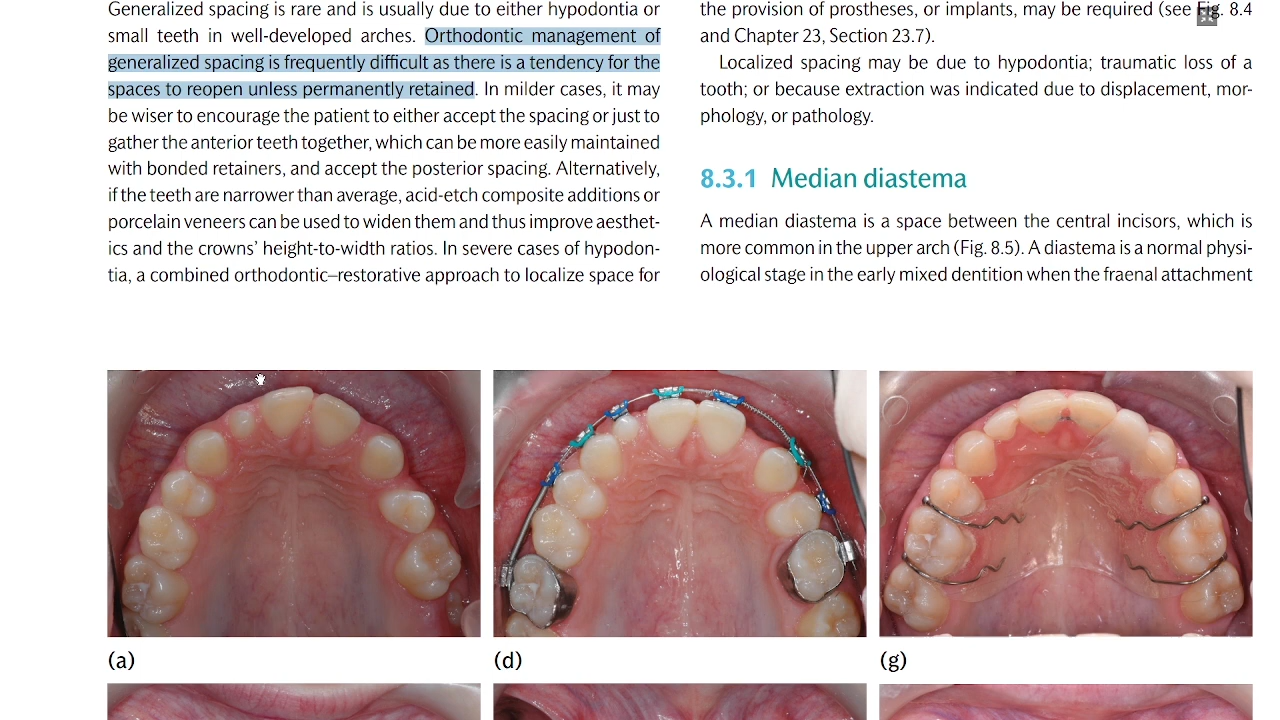 Generalized spacing is rare and is usually due to either hypodontia or
small teeth in well-developed arches. Orthodontic management of
generalized spacing is frequently difficult as there is a tendency for the
spaces to reopen unless permanently retained. In milder cases, it may
be wiser to encourage the patient to either accept the spacing or just to
gather the anterior teeth together, which can be more easily maintained
with bonded retainers, and accept the posterior spacing. Alternatively,
if the teeth are narrower than average, acid-etch composite additions or
porcelain veneers can be used to widen them and thus improve aesthet-
ics and the crowns' height-to-width ratios. In severe cases of hypodon-
tia, a combined orthodontic–restorative approach to localize space for
the provision of prostheses, or implants, may be required (see Fig. 8.4
and Chapter 23, Section 23.7).
Localized spacing may be due to hypodontia; traumatic loss of a
tooth; or because extraction was indicated due to displacement, mor-
phology, or pathology.
8.3.1 Median diastema
A median diastema is a space between the central incisors, which is
more common in the upper arch (Fig. 8.5). A diastema is a normal physi-
ological stage in the early mixed dentition when the fraenal attachment
(a)
(d)
(g)